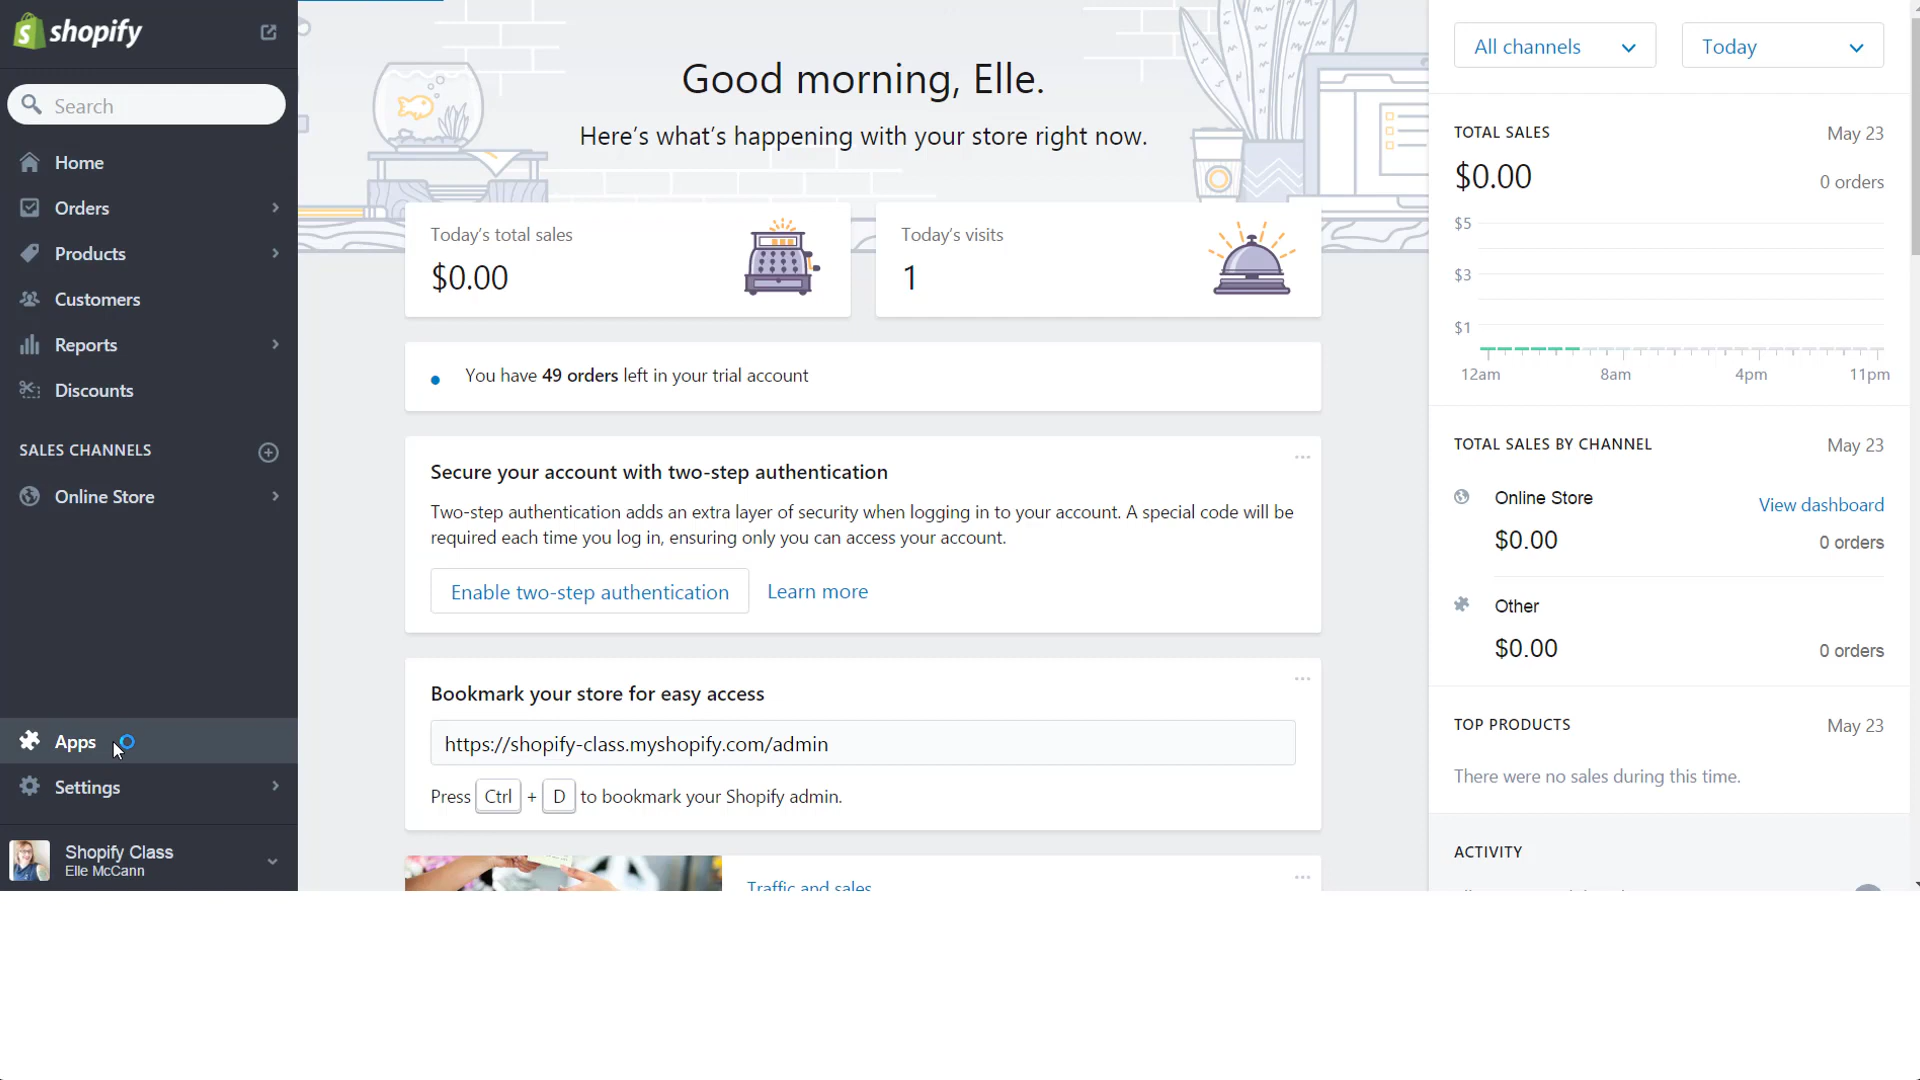 shopify
Search
Home
Orders
Products
Customers
Reports
Discounts
SALES CHANNELS
Online Store
Apps
Settings
Shopify Class
Elle McCann
Good morning, Elle.
Here's what's happening with your store right now.
Today's total sales
$0.00
Today's visits
1
You have 49 orders left in your trial account
Secure your account with two-step authentication
Two-step authentication adds an extra layer of security when logging in to your account. A special code will be
required each time you log in, ensuring only you can access your account.
Enable two-step authentication
Learn more
Bookmark your store for easy access
https://shopify-class.myshopify.com/admin
Press Ctrl + D to bookmark your Shopify admin.
Traffic and sales
All channels
Today
TOTAL SALES
May 23
$0.00
0 orders
$5
$3
$1
12am 8am 4pm 11pm
TOTAL SALES BY CHANNEL
May 23
Online Store
View dashboard
$0.00
0 orders
Other
$0.00
0 orders
TOP PRODUCTS
May 23
There were no sales during this time.
ACTIVITY